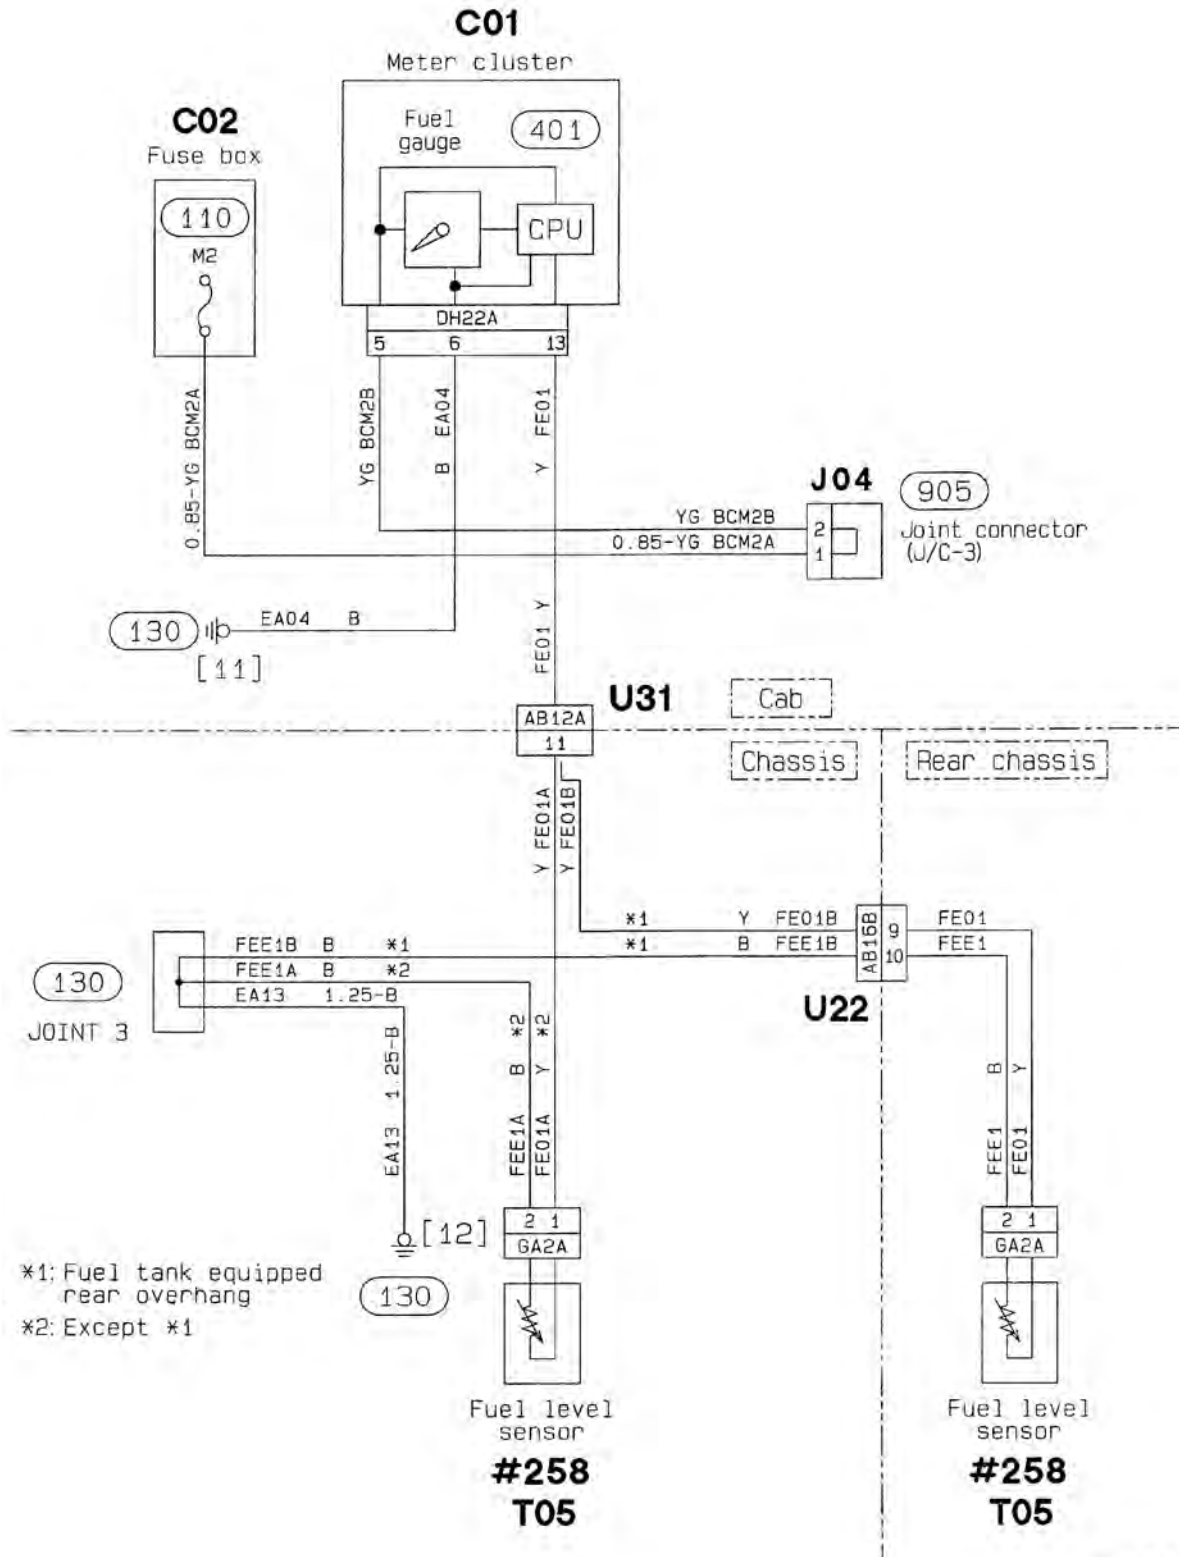 C01
Meter cluster
C02
Fuse box
Fuel
gauge
401
110
M2
CPU
DH22A
5 6 13
0.85-YG BCM2A
YG BCM2B
B EA04
Y FE01
J04
905
YG BCM2B
2
0.85-YG BCM2A
1
Joint connector
(J/C-3)
130
EA04 B
[11]
FE01 Y
U31
Cab
AB12A
11
Chassis
Rear chassis
Y FE01A
Y FE01B
*1 Y FE01B
*1 B FEE1B
AB16B
9
10
FE01
FEE1
U22
FEE1B B *1
FEE1A B *2
EA13 1.25-B
130
JOINT 3
EA13 1.25-B
FEE1A B *2
FE01A Y *2
FEE1 B
FE01 Y
[12]
130
2 1
GA2A
2 1
GA2A
*1: Fuel tank equipped
rear overhang
*2: Except *1
Fuel level
sensor
#258
T05
Fuel level
sensor
#258
T05